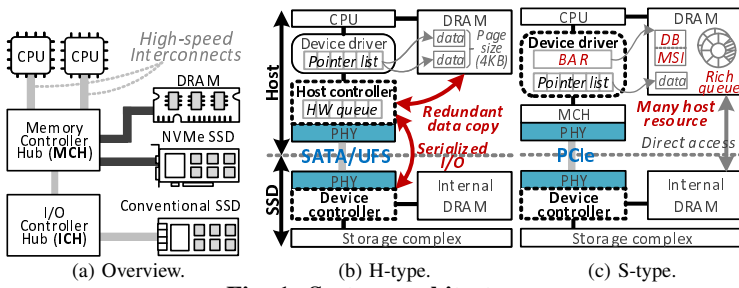 CPU
CPU
High-speed
Interconnects
DRAM
Memory
Controller
Hub (MCH)
NVMe SSD
I/O
Controller
Hub (ICH)
Conventional SSD
(a) Overview.
Host
SSD
CPU
DRAM
Device driver
Pointer list
data
data
Page
size
(4KB)
Host controller
HW queue
PHY
Redundant
data copy
SATA/UFS
Serialized
I/O
PHY
Device
controller
Internal
DRAM
Storage complex
(b) H-type.
CPU
DRAM
Device driver
BAR
Pointer list
DB
MSI
data
Rich
queue
MCH
PHY
Many host
resource
PCIe
Direct access
PHY
Device
controller
Internal
DRAM
Storage complex
(c) S-type.